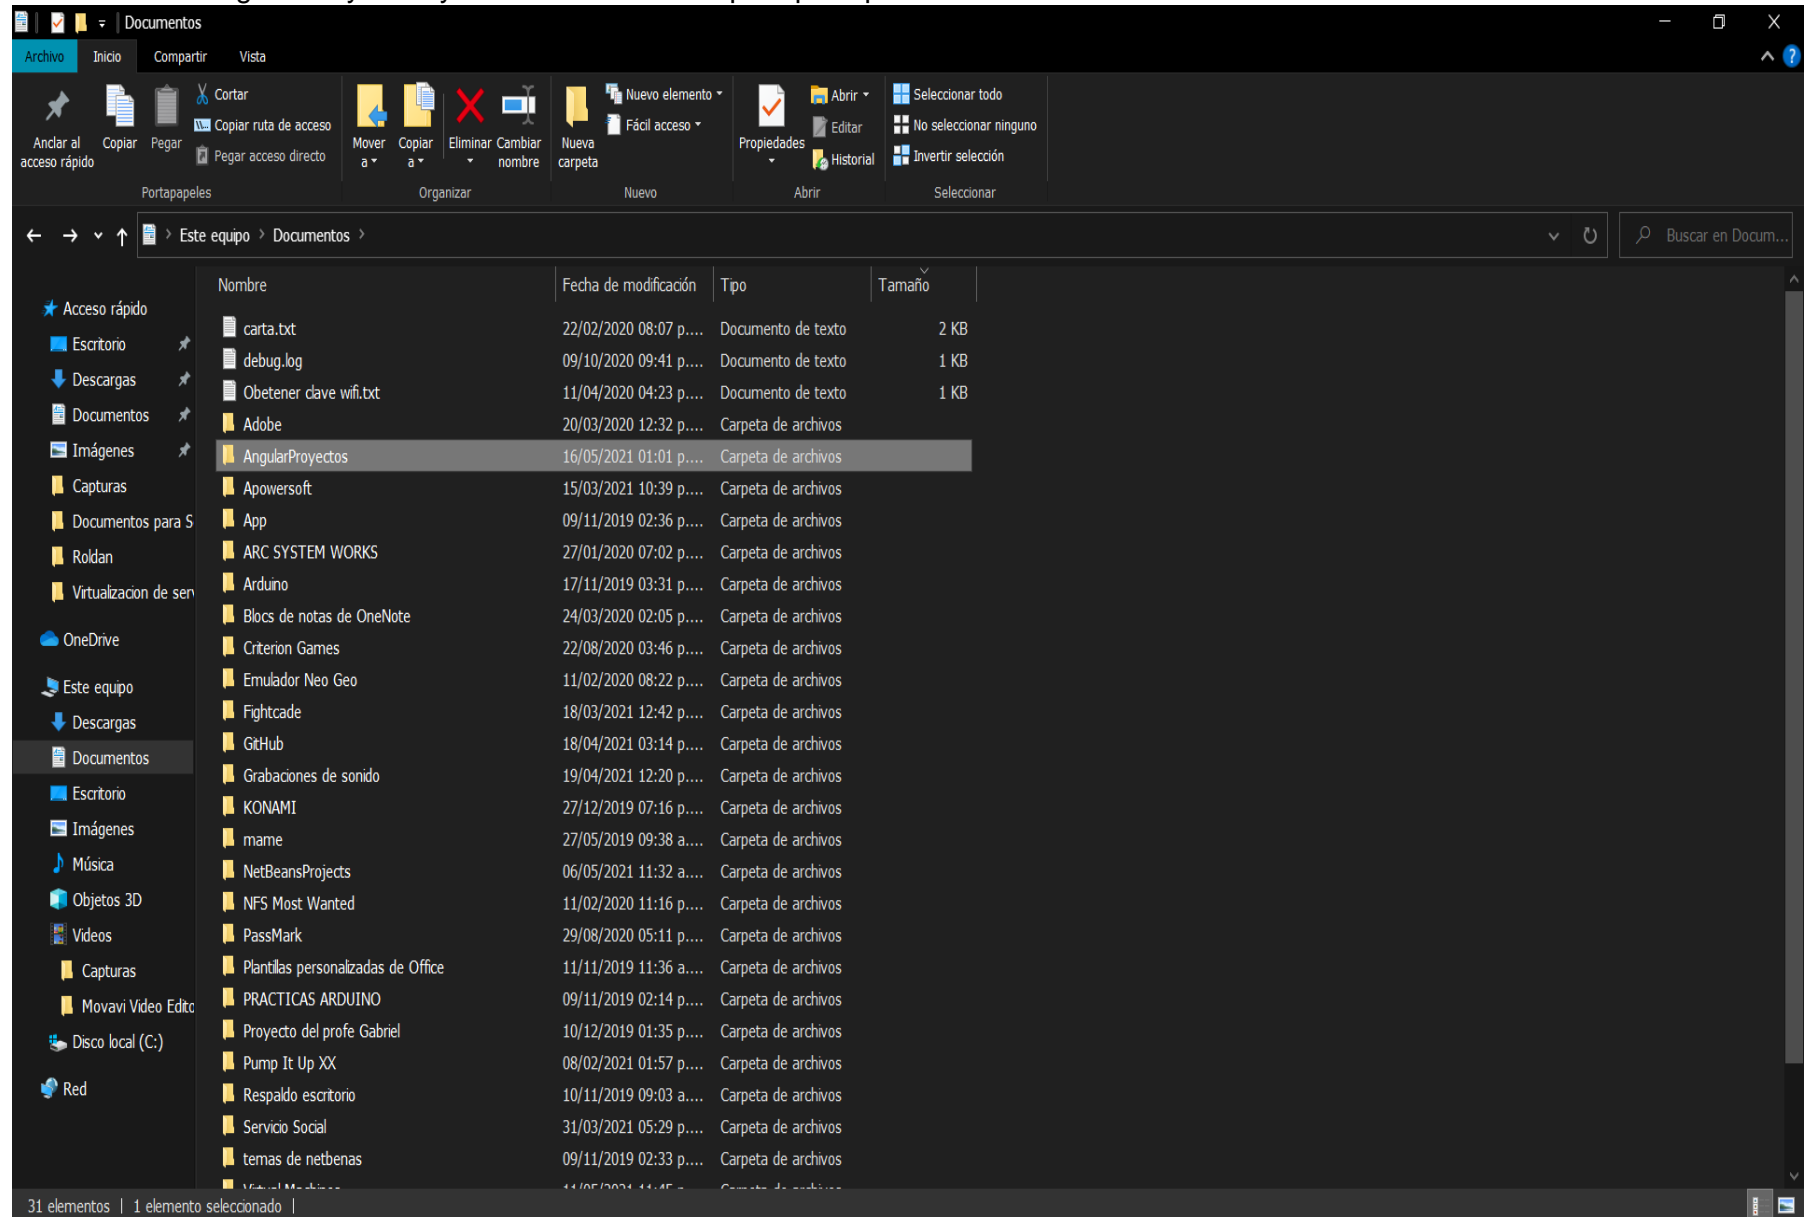 Documentos
Archivo Inicio Compartir Vista
Anclar al acceso rápido
Copiar
Pegar
Cortar
Copiar ruta de acceso
Pegar acceso directo
Portapapeles
Mover a
Copiar a
Eliminar
Cambiar nombre
Organizar
Nueva carpeta
Nuevo elemento
Fácil acceso
Nuevo
Propiedades
Abrir
Editar
Historial
Abrir
Seleccionar todo
No seleccionar ninguno
Invertir selección
Seleccionar
Este equipo > Documentos >
Buscar en Docum...
Acceso rápido
Escritorio
Descargas
Documentos
Imágenes
Capturas
Documentos para S
Roldan
Virtualizacion de serv
OneDrive
Este equipo
Descargas
Documentos
Escritorio
Imágenes
Música
Objetos 3D
Videos
Capturas
Movavi Video Edito
Disco local (C:)
Red
Nombre Fecha de modificación Tipo Tamaño
carta.txt 22/02/2020 08:07 p.... Documento de texto 2 KB
debug.log 09/10/2020 09:41 p.... Documento de texto 1 KB
Obetener clave wifi.txt 11/04/2020 04:23 p.... Documento de texto 1 KB
Adobe 20/03/2020 12:32 p.... Carpeta de archivos
AngularProyectos 16/05/2021 01:01 p.... Carpeta de archivos
Apowersoft 15/03/2021 10:39 p.... Carpeta de archivos
App 09/11/2019 02:36 p.... Carpeta de archivos
ARC SYSTEM WORKS 27/01/2020 07:02 p.... Carpeta de archivos
Arduino 17/11/2019 03:31 p.... Carpeta de archivos
Blocs de notas de OneNote 24/03/2020 02:05 p.... Carpeta de archivos
Criterion Games 22/08/2020 03:46 p.... Carpeta de archivos
Emulador Neo Geo 11/02/2020 08:22 p.... Carpeta de archivos
Fightcade 18/03/2021 12:42 p.... Carpeta de archivos
GitHub 18/04/2021 03:14 p.... Carpeta de archivos
Grabaciones de sonido 19/04/2021 12:20 p.... Carpeta de archivos
KONAMI 27/12/2019 07:16 p.... Carpeta de archivos
mame 27/05/2019 09:38 a.... Carpeta de archivos
NetBeansProjects 06/05/2021 11:32 a.... Carpeta de archivos
NFS Most Wanted 11/02/2020 11:16 p.... Carpeta de archivos
PassMark 29/08/2020 05:11 p.... Carpeta de archivos
Plantillas personalizadas de Office 11/11/2019 11:36 a.... Carpeta de archivos
PRACTICAS ARDUINO 09/11/2019 02:14 p.... Carpeta de archivos
Proyecto del profe Gabriel 10/12/2019 01:35 p.... Carpeta de archivos
Pump It Up XX 08/02/2021 01:57 p.... Carpeta de archivos
Respaldo escritorio 10/11/2019 09:03 a.... Carpeta de archivos
Servicio Social 31/03/2021 05:29 p.... Carpeta de archivos
temas de netbenas 09/11/2019 02:33 p.... Carpeta de archivos
31 elementos | 1 elemento seleccionado |